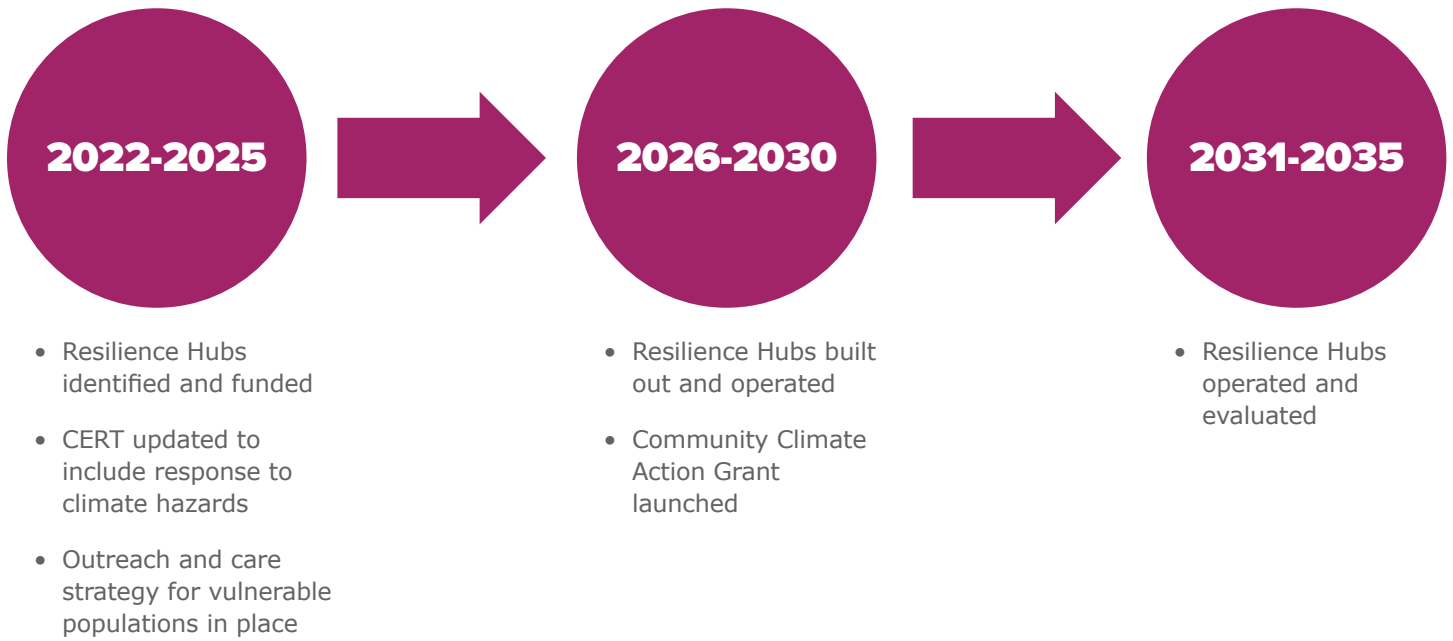 2022-2025
• Resilience Hubs
identified and funded
• CERT updated to
include response to
climate hazards
• Outreach and care
strategy for vulnerable
populations in place
2026-2030
• Resilience Hubs built
out and operated
• Community Climate
Action Grant
launched
2031-2035
• Resilience Hubs
operated and
evaluated